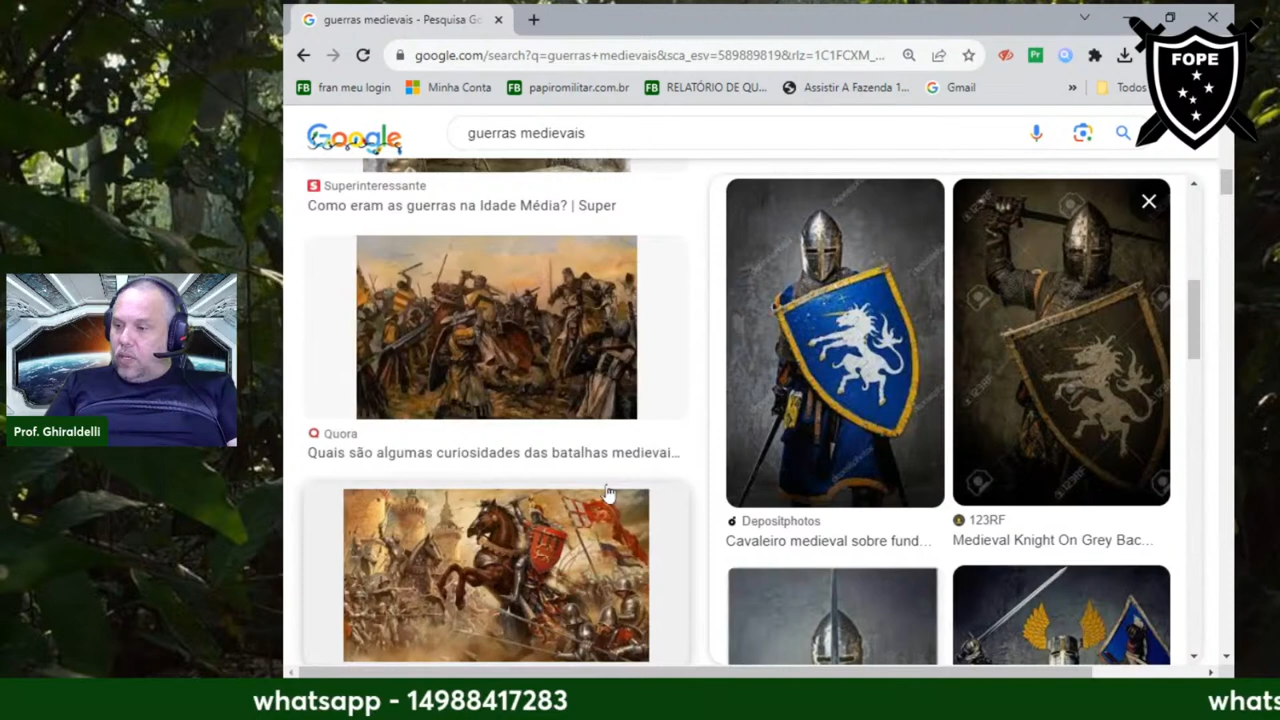 guerras medievais - Pesquisa Go
google.com/search?q=guerras+medievais&sca_esv=589889819&rlz=1C1FCXM_...
fran meu login
Minha Conta
papiromilitar.com.br
RELATÓRIO DE QU...
Assistir A Fazenda 1...
Gmail
»
Todos
FOPE
Google
guerras medievais
Superinteressante
Como eram as guerras na Idade Média? | Super
Quora
Quais são algumas curiosidades das batalhas medievai...
Depositphotos
Cavaleiro medieval sobre fund...
123RF
Medieval Knight On Grey Bac...
Prof. Ghiraldelli
whatsapp - 14988417283
whats